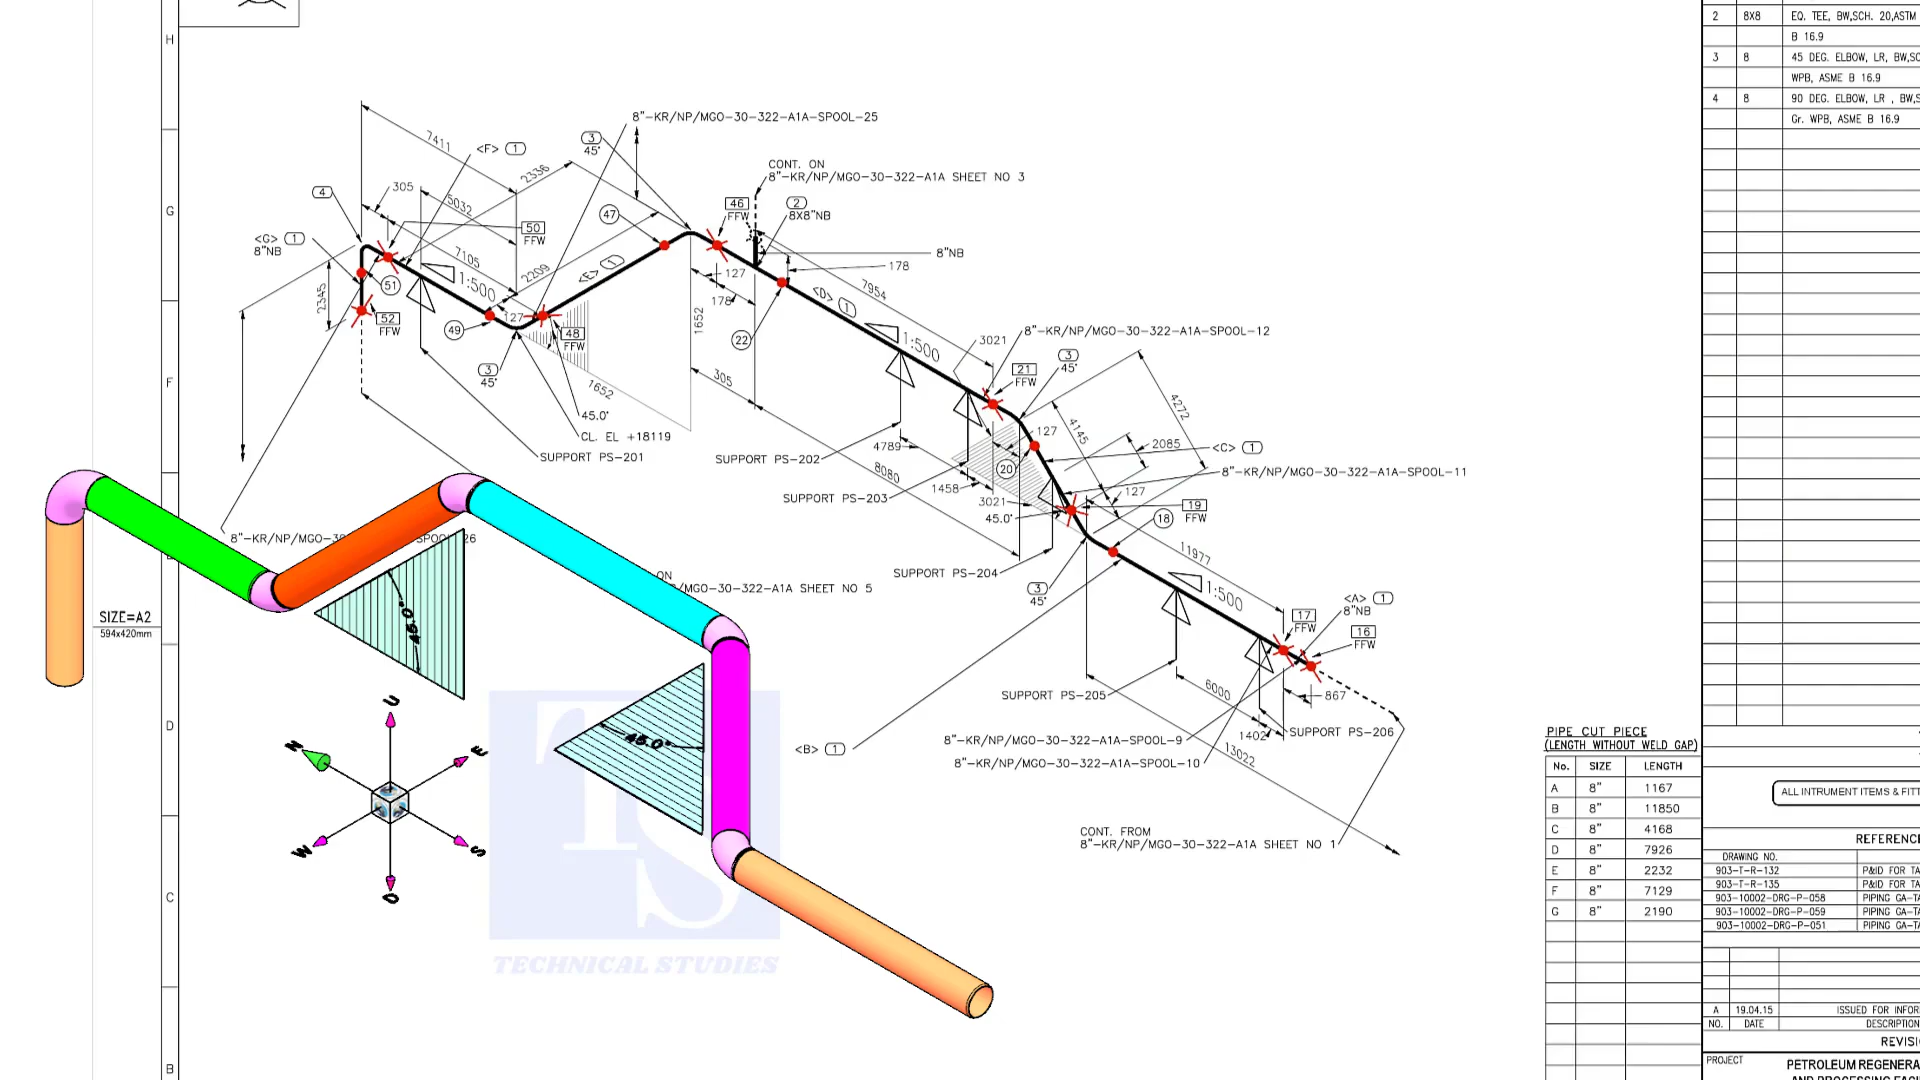 H
G
F
D
C
B
SIZE=A2
594x420mm
8"-KR/NP/MGO-30-322-A1A-SPOOL-25
3
45°
7411
<F> 1
2336
CONT. ON
8"-KR/NP/MGO-30-322-A1A SHEET NO 3
4
305
5032
47
46
FFW
2
8X8"NB
50
FFW
<G> 1
8"NB
8"NB
178
7105
2209
<E> 1
127
178
7954
<D> 1
51
1:500
2345
52
FFW
49
127
48
FFW
1652
22
1:500
3021
8"-KR/NP/MGO-30-322-A1A-SPOOL-12
3
45°
21
FFW
3
45°
305
1652
45.0°
CL. EL +18119
SUPPORT PS-201
SUPPORT PS-202
4789
8080
127
4145
4272
2085
<C> 1
20
8"-KR/NP/MGO-30-322-A1A-SPOOL-11
SUPPORT PS-203
1458
3021
45.0°
127
19
FFW
18
8"-KR/NP/MGO-3
SPOOL-26
ON
/MGO-30-322-A1A SHEET NO 5
SUPPORT PS-204
3
45°
11977
1:500
<A> 1
8"NB
17
FFW
16
FFW
45.0°
45.0°
SUPPORT PS-205
6000
867
1402
SUPPORT PS-206
13022
<B> 1
8"-KR/NP/MGO-30-322-A1A-SPOOL-9
8"-KR/NP/MGO-30-322-A1A-SPOOL-10
CONT. FROM
8"-KR/NP/MGO-30-322-A1A SHEET NO 1
U
N
E
W
S
D
TS
TECHNICAL STUDIES
2 8X8 EQ. TEE, BW,SCH. 20,ASTM
B 16.9
3 8 45 DEG. ELBOW, LR, BW,SC
WPB, ASME B 16.9
4 8 90 DEG. ELBOW, LR , BW,S
Gr. WPB, ASME B 16.9
PIPE CUT PIECE
(LENGTH WITHOUT WELD GAP)
No. SIZE LENGTH
A 8" 1167
B 8" 11850
C 8" 4168
D 8" 7926
E 8" 2232
F 8" 7129
G 8" 2190
ALL INTRUMENT ITEMS & FITT
REFERENCE
DRAWING NO.
903-T-R-132 P&ID FOR TA
903-T-R-135 P&ID FOR TA
903-10002-DRG-P-058 PIPING GA-TA
903-10002-DRG-P-059 PIPING GA-TA
903-10002-DRG-P-051 PIPING GA-TA
A 19.04.15 ISSUED FOR INFOR
NO. DATE DESCRIPTION
REVISI
PROJECT
PETROLEUM REGENERA
AND PROCESSING FACI